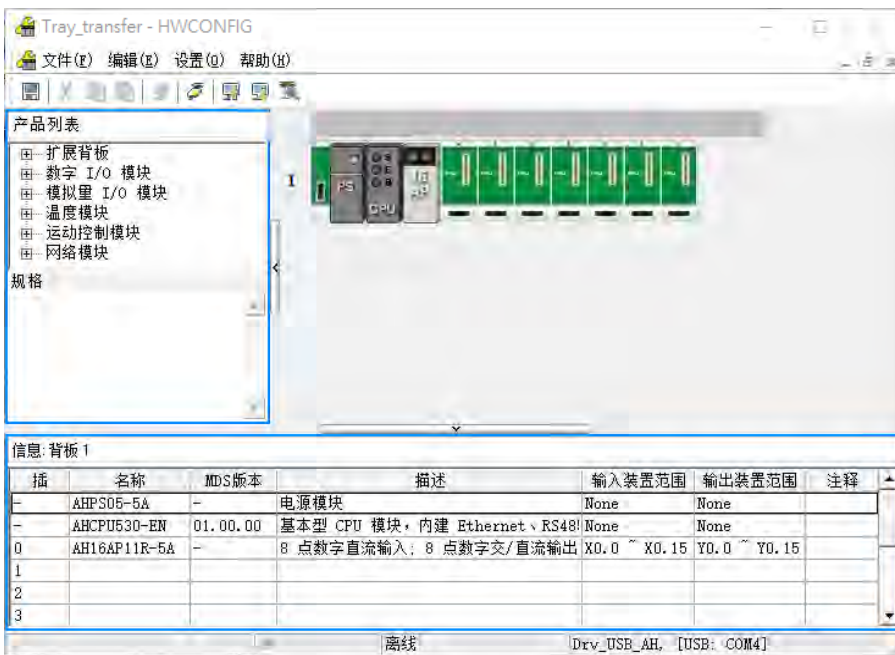 Tray_transfer - HWCONFIG
文件(F) 编辑(E) 设置(O) 帮助(H)
产品列表
扩展背板
数字 I/O 模块
模拟量 I/O 模块
温度模块
运动控制模块
网络模块
规格
I
PS
CPU
16
AP
信息:背板 1
插 名称 MDS版本 描述 输入装置范围 输出装置范围 注释
- AHPS05-5A - 电源模块 None None
- AHCPU530-EN 01.00.00 基本型 CPU 模块，内建 Ethernet、RS48 None None
0 AH16AP11R-5A - 8 点数字直流输入; 8 点数字交/直流输出 X0.0 ~ X0.15 Y0.0 ~ Y0.15
1
2
3
离线 Drv_USB_AH, [USB: COM4]